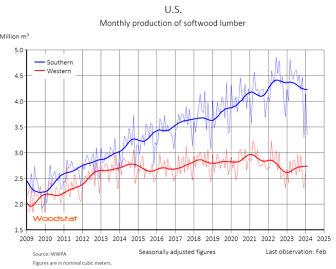 U.S.
Monthly production of softwood lumber
Million m³
5.0
Southern
Western
4.5
4.0
3.5
3.0
2.5
2.0
1.5
Woodstat
2009 2010 2011 2012 2013 2014 2015 2016 2017 2018 2019 2020 2021 2022 2023 2024 2025
Source: WWPA
Seasonally adjusted figures
Last observation: Feb
Figures are in nominal cubic meters.